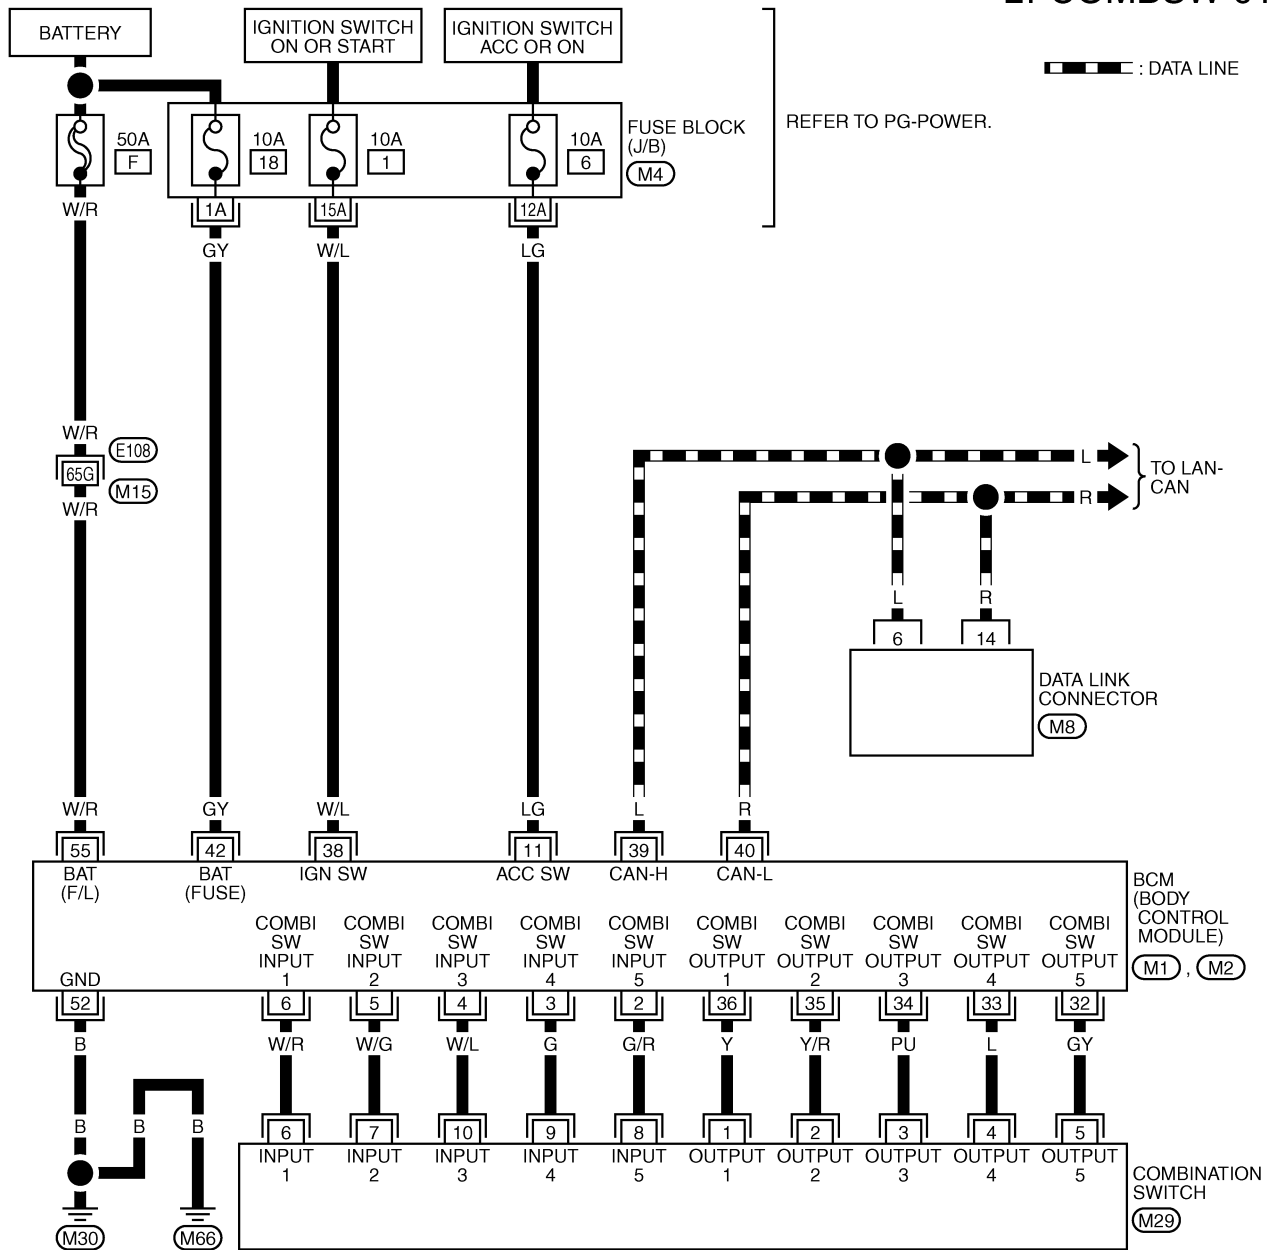 BATTERY
IGNITION SWITCH
ON OR START
IGNITION SWITCH
ACC OR ON
: DATA LINE
50A
F
10A
18
10A
1
10A
6
FUSE BLOCK
(J/B)
M4
REFER TO PG-POWER.
W/R
1A
15A
12A
GY
W/L
LG
W/R
E108
65G
M15
W/R
L
R
TO LAN-
CAN
L
R
6
14
DATA LINK
CONNECTOR
M8
W/R
GY
W/L
LG
L
R
55
42
38
11
39
40
BAT
(F/L)
BAT
(FUSE)
IGN SW
ACC SW
CAN-H
CAN-L
BCM
(BODY
CONTROL
MODULE)
M1 , M2
COMBI
SW
INPUT
1
COMBI
SW
INPUT
2
COMBI
SW
INPUT
3
COMBI
SW
INPUT
4
COMBI
SW
INPUT
5
COMBI
SW
OUTPUT
1
COMBI
SW
OUTPUT
2
COMBI
SW
OUTPUT
3
COMBI
SW
OUTPUT
4
COMBI
SW
OUTPUT
5
GND
52
6
5
4
3
2
36
35
34
33
32
B
W/R
W/G
W/L
G
G/R
Y
Y/R
PU
L
GY
B
B
B
6
7
10
9
8
1
2
3
4
5
INPUT
1
INPUT
2
INPUT
3
INPUT
4
INPUT
5
OUTPUT
1
OUTPUT
2
OUTPUT
3
OUTPUT
4
OUTPUT
5
COMBINATION
SWITCH
M29
M30
M66